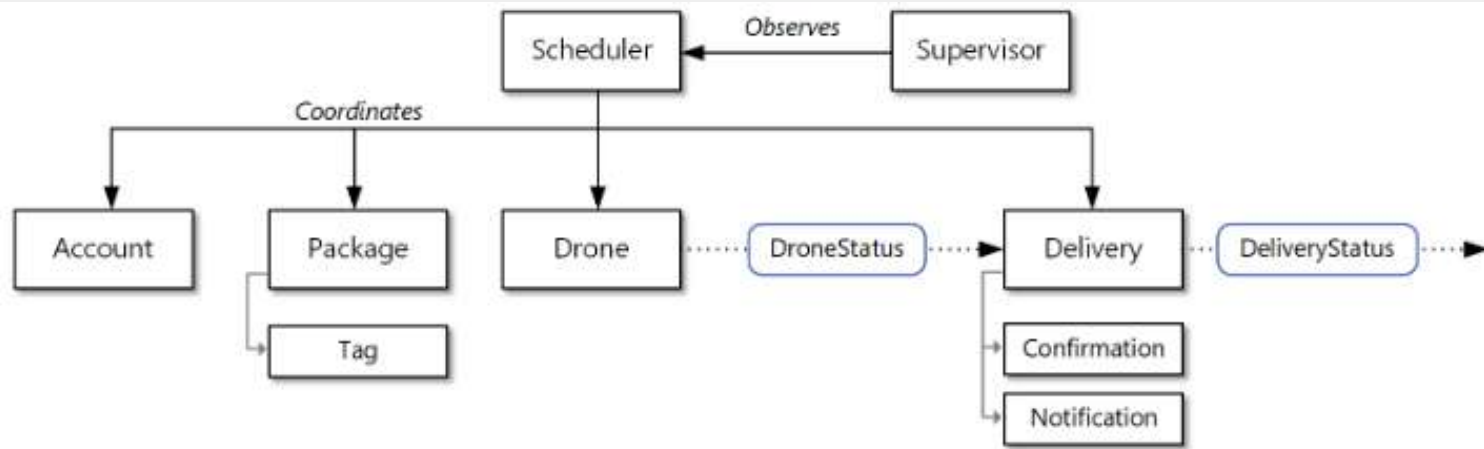 Observes
Scheduler
Supervisor
Coordinates
Account
Package
Drone
DroneStatus
Delivery
DeliveryStatus
Tag
Confirmation
Notification